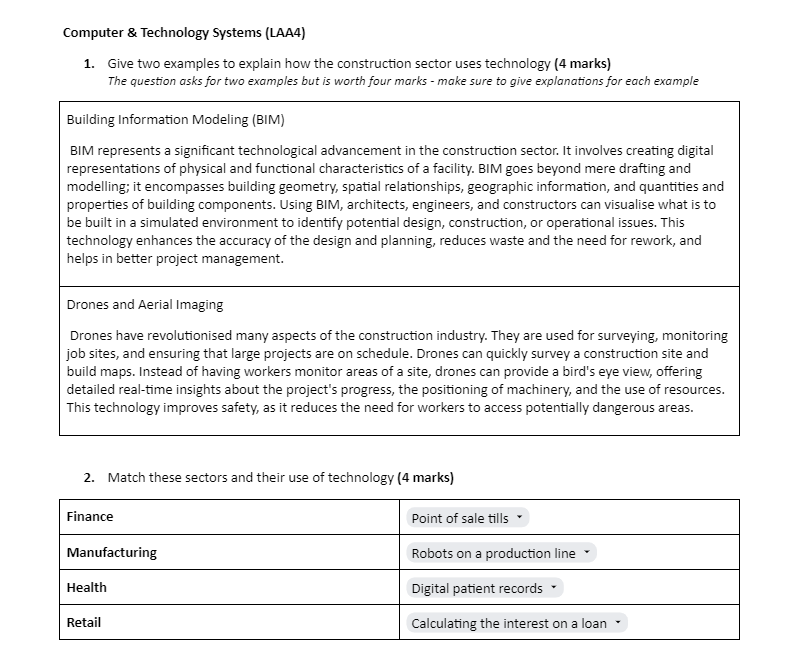 Computer & Technology Systems (LAA4)
1. Give two examples to explain how the construction sector uses technology (4 marks)
The question asks for two examples but is worth four marks - make sure to give explanations for each example
Building Information Modeling (BIM)
BIM represents a significant technological advancement in the construction sector. It involves creating digital
representations of physical and functional characteristics of a facility. BIM goes beyond mere drafting and
modelling; it encompasses building geometry, spatial relationships, geographic information, and quantities and
properties of building components. Using BIM, architects, engineers, and constructors can visualise what is to
be built in a simulated environment to identify potential design, construction, or operational issues. This
technology enhances the accuracy of the design and planning, reduces waste and the need for rework, and
helps in better project management.
Drones and Aerial Imaging
Drones have revolutionised many aspects of the construction industry. They are used for surveying, monitoring
job sites, and ensuring that large projects are on schedule. Drones can quickly survey a construction site and
build maps. Instead of having workers monitor areas of a site, drones can provide a bird's eye view, offering
detailed real-time insights about the project's progress, the positioning of machinery, and the use of resources.
This technology improves safety, as it reduces the need for workers to access potentially dangerous areas.
2. Match these sectors and their use of technology (4 marks)
Finance Point of sale tills
Manufacturing Robots on a production line
Health Digital patient records
Retail Calculating the interest on a loan